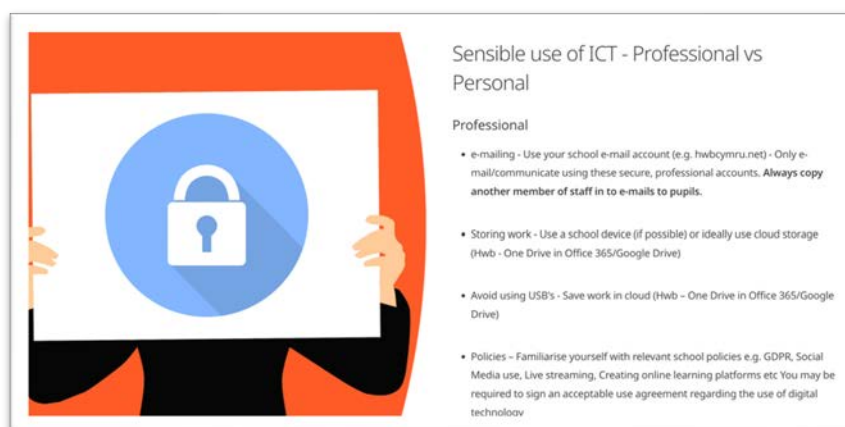 Sensible use of ICT - Professional vs
Personal
Professional
• e-mailing - Use your school e-mail account (e.g. hwbcymru.net) - Only e-
mail/communicate using these secure, professional accounts. Always copy
another member of staff in to e-mails to pupils.
• Storing work - Use a school device (if possible) or ideally use cloud storage
(Hwb - One Drive in Office 365/Google Drive)
• Avoid using USB's - Save work in cloud (Hwb – One Drive in Office 365/Google
Drive)
• Policies – Familiarise yourself with relevant school policies e.g. GDPR, Social
Media use, Live streaming, Creating online learning platforms etc You may be
required to sign an acceptable use agreement regarding the use of digital
technology